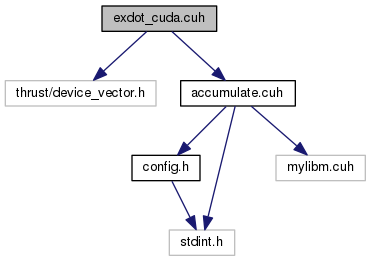 exdot_cuda.cuh
thrust/device_vector.h
accumulate.cuh
config.h
mylibm.cuh
stdint.h